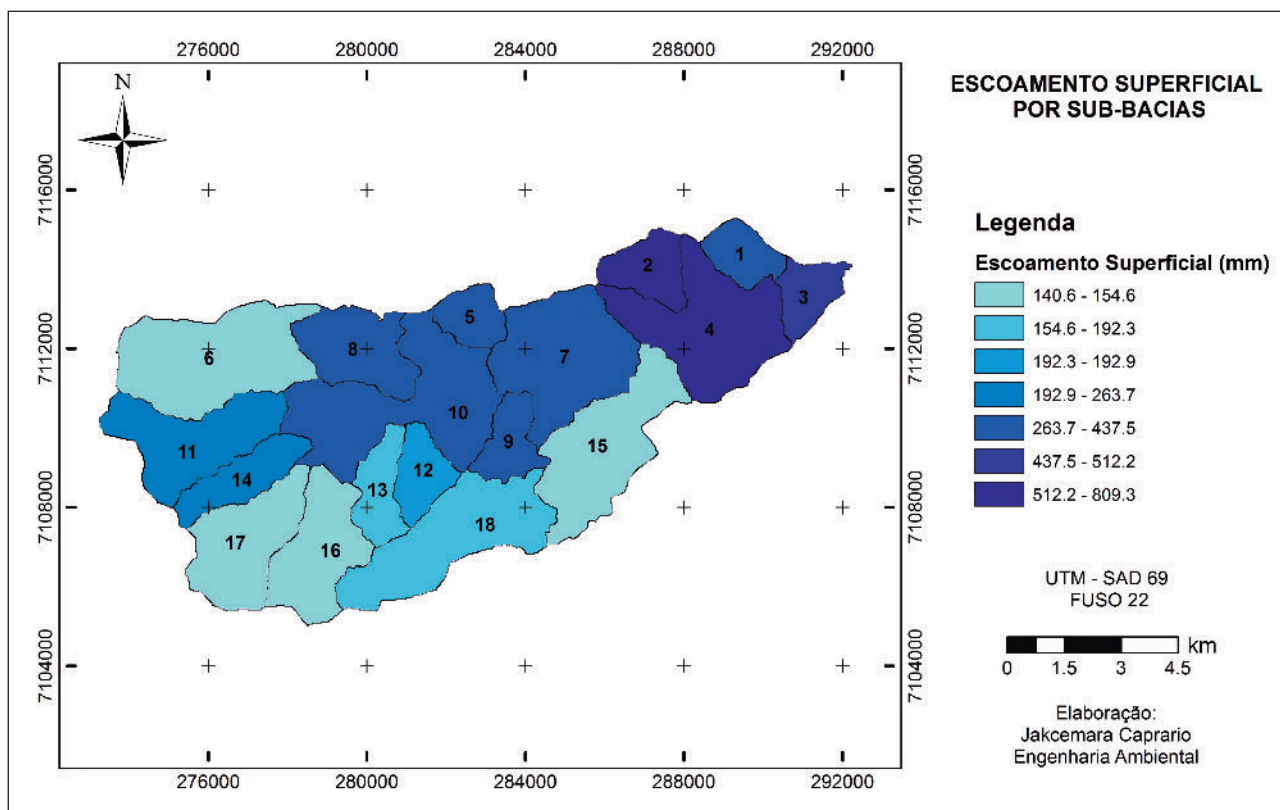 276000 280000 284000 288000 292000
N
7116000
7112000
7108000
7104000
7116000
7112000
7108000
7104000
1
2
3
4
5
6
7
8
9
10
11
12
13
14
15
16
17
18
276000 280000 284000 288000 292000
ESCOAMENTO SUPERFICIAL
POR SUB-BACIAS
Legenda
Escoamento Superficial (mm)
140.6 - 154.6
154.6 - 192.3
192.3 - 192.9
192.9 - 263.7
263.7 - 437.5
437.5 - 512.2
512.2 - 809.3
UTM - SAD 69
FUSO 22
km
0 1.5 3 4.5
Elaboração:
Jakcemara Caprario
Engenharia Ambiental